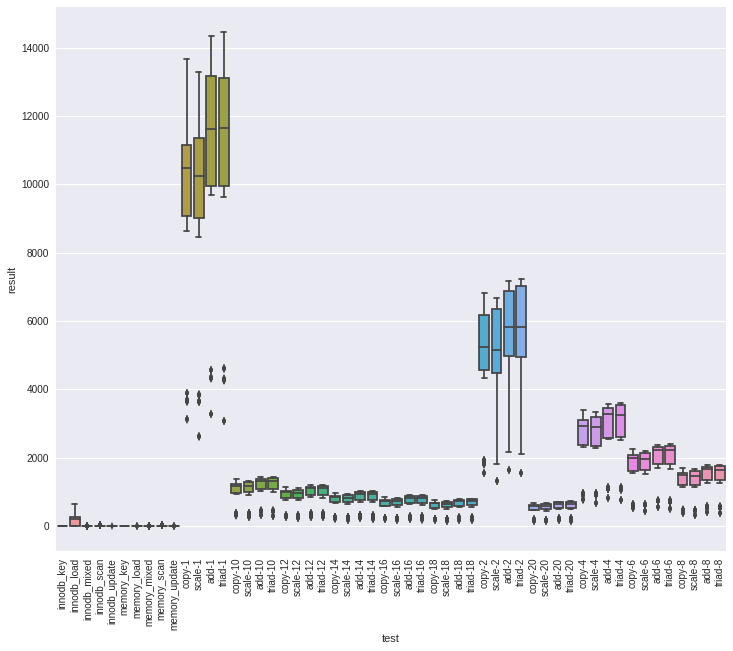 14000
12000
10000
8000
6000
4000
2000
0
result
innodb_key
innodb_load
innodb_mixed
innodb_scan
innodb_update
memory_key
memory_load
memory_mixed
memory_scan
memory_update
copy-1
scale-1
add-1
triad-1
copy-10
scale-10
add-10
triad-10
copy-12
scale-12
add-12
triad-12
copy-14
scale-14
add-14
triad-14
copy-16
scale-16
add-16
triad-16
copy-18
scale-18
add-18
triad-18
copy-2
scale-2
add-2
triad-2
copy-20
scale-20
add-20
triad-20
copy-4
scale-4
add-4
triad-4
copy-6
scale-6
add-6
triad-6
copy-8
scale-8
add-8
triad-8
test